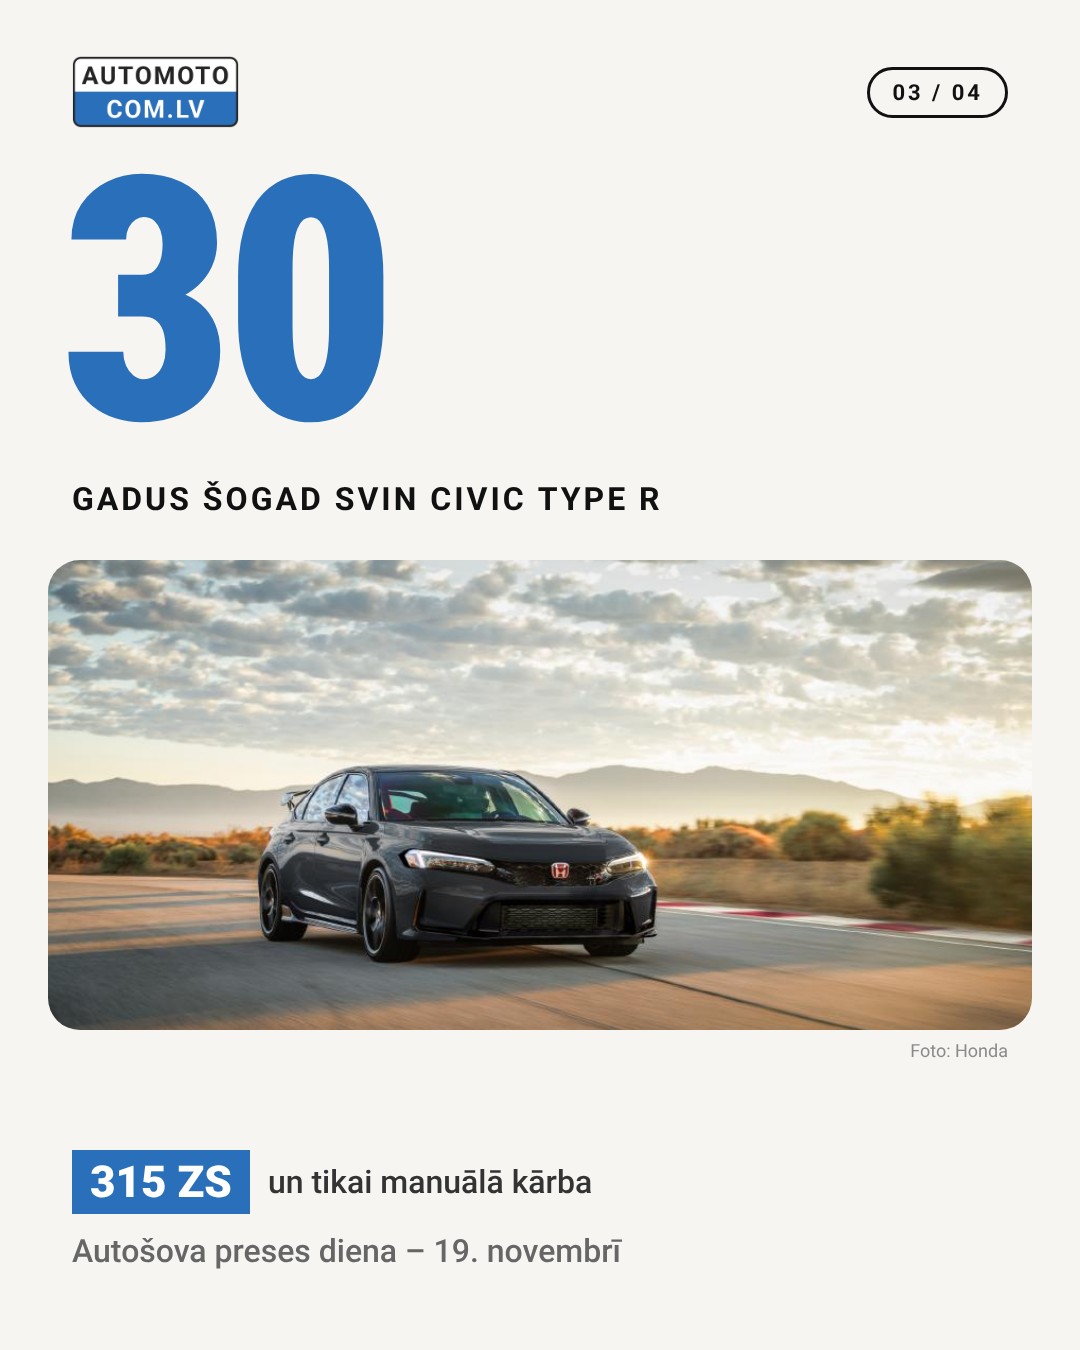 AUTOMOTO
COM.LV
03 / 04
30
GADUS ŠOGAD SVIN CIVIC TYPE R
Foto: Honda
315 ZS un tikai manuālā kārba
Autošova preses diena – 19. novembrī